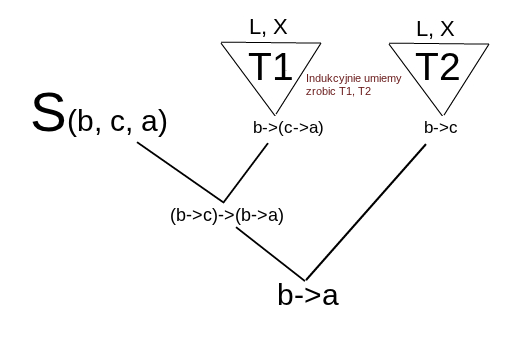 L, X
L, X
T1
T2
Indukcyjnie umiemy
zrobic T1, T2
S(b, c, a)
b->(c->a)
b->c
(b->c)->(b->a)
b->a